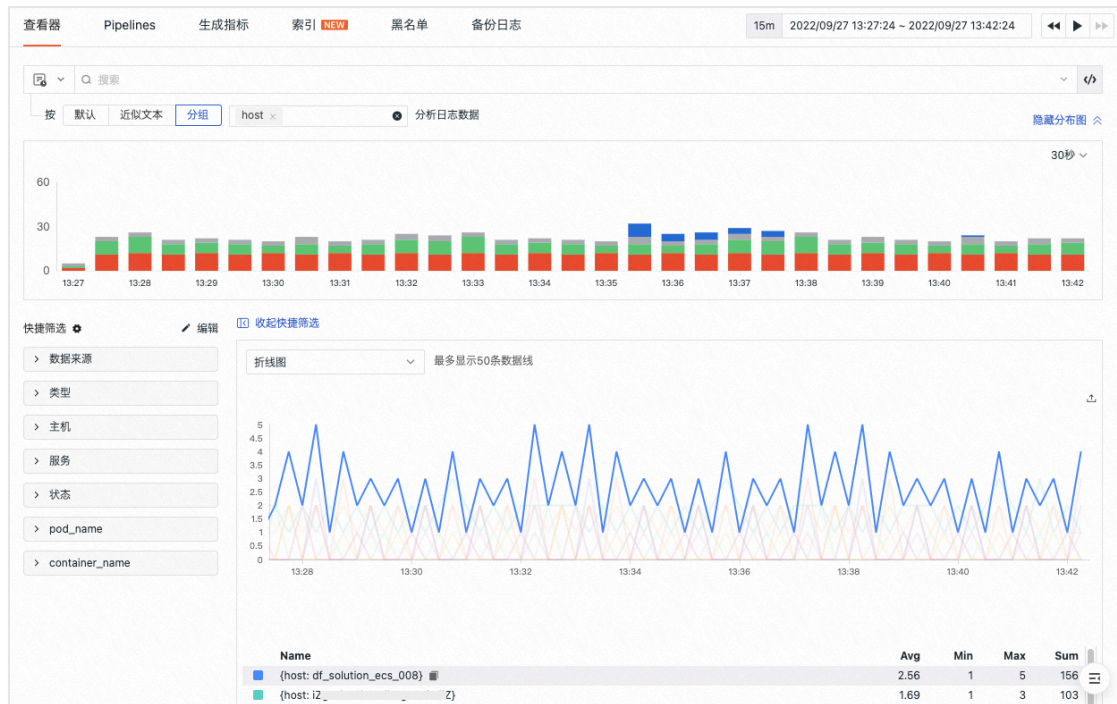 查看器 Pipelines 生成指标 索引 NEW 黑名单 备份日志 15m 2022/09/27 13:27:24 ~ 2022/09/27 13:42:24
搜索
按 默认 近似文本 分组 host 分析日志数据 隐藏分布图
30秒
60
30
0
13:27 13:28 13:29 13:30 13:31 13:32 13:33 13:34 13:35 13:36 13:37 13:38 13:39 13:40 13:41 13:42
快捷筛选 编辑 收起快捷筛选
数据来源
类型
主机
服务
状态
pod_name
container_name
折线图 最多显示50条数据线
5
4.5
4
3.5
3
2.5
2
1.5
1
0.5
0
13:28 13:30 13:32 13:34 13:36 13:38 13:40 13:42
Name Avg Min Max Sum
{host: df_solution_ecs_008} 2.56 1 5 156
{host: iZ Z} 1.69 1 3 103